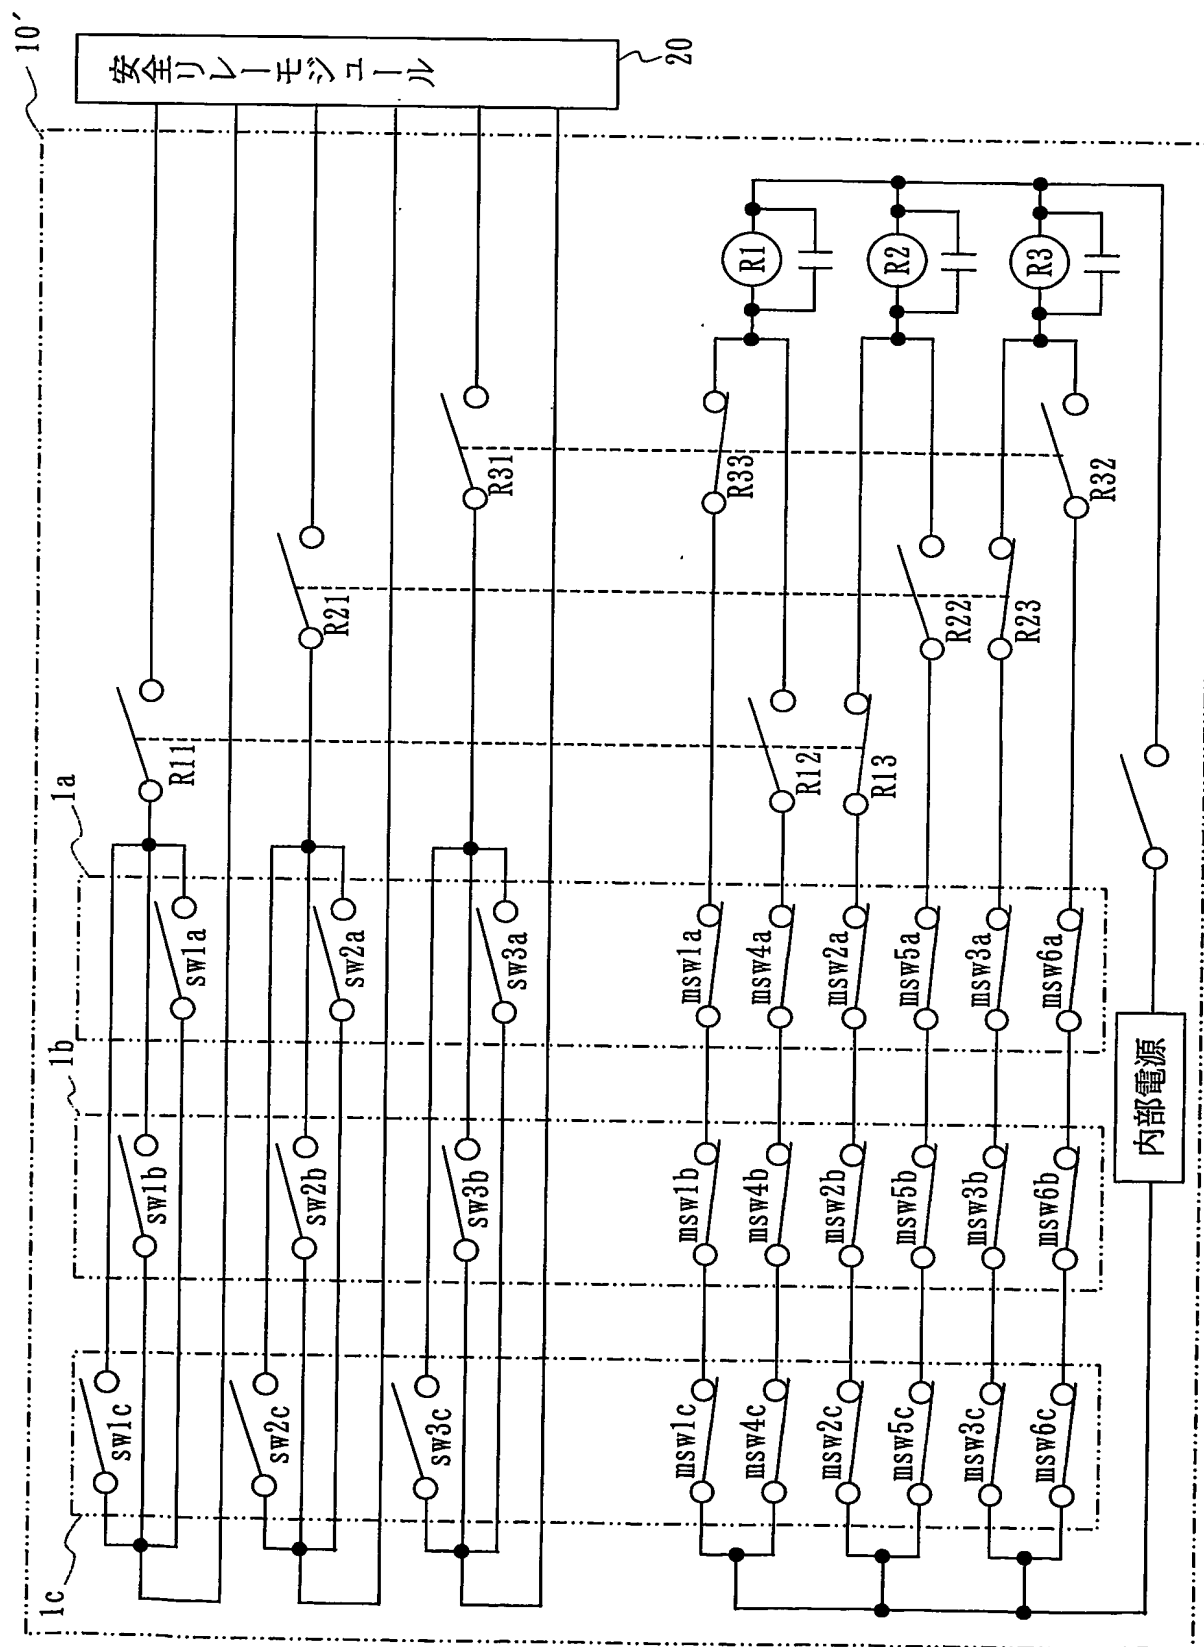 10´
安全リレーモジュール
20
R1
R2
R3
R31
R33
R32
R21
R22
R23
R11
R12
R13
1a
sw1a
sw2a
sw3a
msw1a
msw4a
msw2a
msw5a
msw3a
msw6a
1b
sw1b
sw2b
sw3b
msw1b
msw4b
msw2b
msw5b
msw3b
msw6b
内部電源
1c
sw1c
sw2c
sw3c
msw1c
msw4c
msw2c
msw5c
msw3c
msw6c